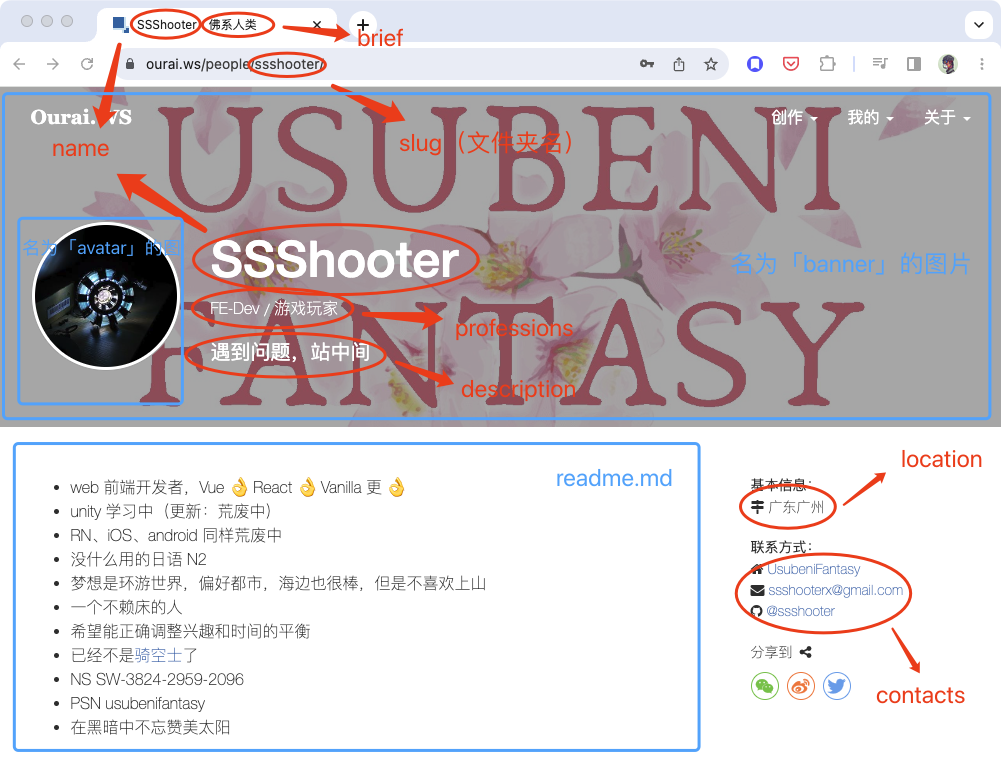 SSShooter 佛系人类
brief
ourai.ws/people/ssshooter/
Ourai.WS
创作
我的
关于
name
slug（文件夹名）
USUBENI
名为「avatar」的图
SSShooter
名为「banner」的图片
FE-Dev / 游戏玩家
professions
遇到问题，站中间
description
FANTASY
location
readme.md
web 前端开发者，Vue 👌 React 👌 Vanilla 更 👌
unity 学习中（更新：荒废中）
RN、iOS、android 同样荒废中
没什么用的日语 N2
梦想是环游世界，偏好都市，海边也很棒，但是不喜欢上山
一个不赖床的人
希望能正确调整兴趣和时间的平衡
已经不是骑空士了
NS SW-3824-2959-2096
PSN usubenifantasy
在黑暗中不忘赞美太阳
基本信息：
广东广州
联系方式：
UsubeniFantasy
ssshooterx@gmail.com
@ssshooter
分享到
contacts